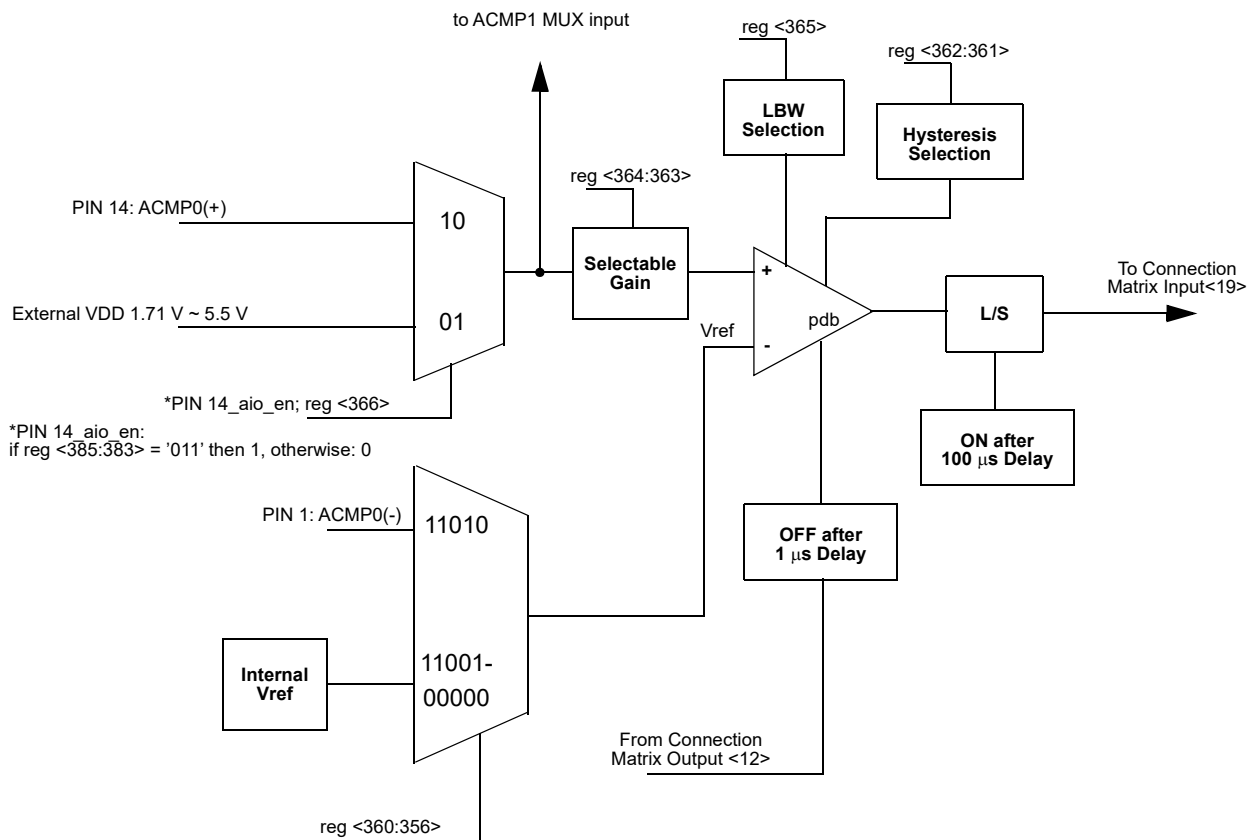 to ACMP1 MUX input
reg <365>
reg <362:361>
LBW
Selection
Hysteresis
Selection
reg <364:363>
PIN 14: ACMP0(+)
10
Selectable
Gain
+
To Connection
Matrix Input<19>
External VDD 1.71 V ~ 5.5 V
01
Vref
-
pdb
L/S
*PIN 14_aio_en; reg <366>
*PIN 14_aio_en:
if reg <385:383> = ’011’ then 1, otherwise: 0
ON after
100 μs Delay
PIN 1: ACMP0(-)
11010
OFF after
1 μs Delay
Internal
Vref
11001-
00000
From Connection
Matrix Output <12>
reg <360:356>